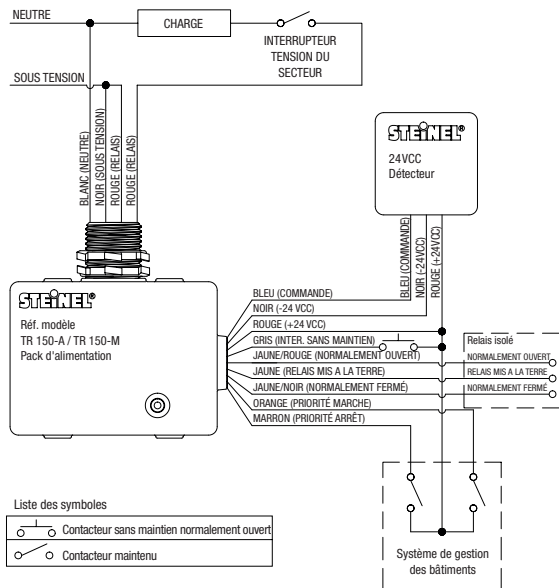 NEUTRE
CHARGE
INTERRUPTEUR
TENSION DU
SECTEUR
SOUS TENSION
BLANC (NEUTRE)
NOIR (SOUS TENSION)
ROUGE (RELAIS)
ROUGE (RELAIS)
STEINEL®
24VCC
Détecteur
BLEU (COMMANDE)
NOIR (-24VCC)
ROUGE (+24VCC)
STEINEL®
Réf. modèle
TR 150-A / TR 150-M
Pack d'alimentation
BLEU (COMMANDE)
NOIR (-24 VCC)
ROUGE (+24 VCC)
GRIS (INTER. SANS MAINTIEN)
JAUNE/ROUGE (NORMALEMENT OUVERT)
JAUNE (RELAIS MIS A LA TERRE)
JAUNE/NOIR (NORMALEMENT FERMÉ)
ORANGE (PRIORITÉ MARCHE)
MARRON (PRIORITÉ ARRÊT)
Relais isolé
NORMALEMENT OUVERT
RELAIS MIS A LA TERRE
NORMALEMENT FERMÉ
Système de gestion
des bâtiments
Liste des symboles
Contacteur sans maintien normalement ouvert
Contacteur maintenu